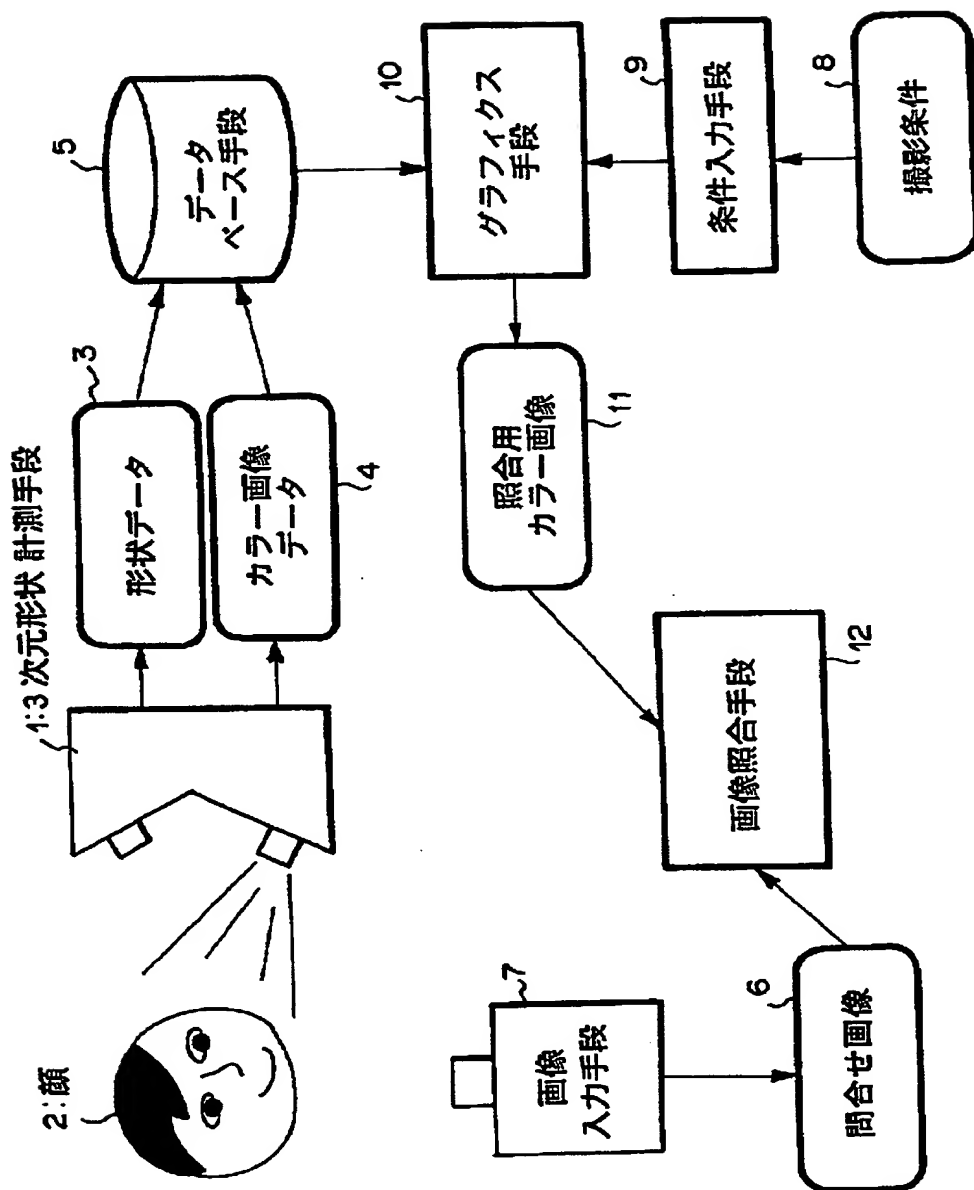 1:3次元形状 計測手段
2:顔
3
形状データ
4
カラー画像
データ
5
データ
ベース手段
10
グラフィクス
手段
9
条件入力手段
8
撮影条件
11
照合用
カラー画像
12
画像照合手段
7
画像
入力手段
6
問合せ画像